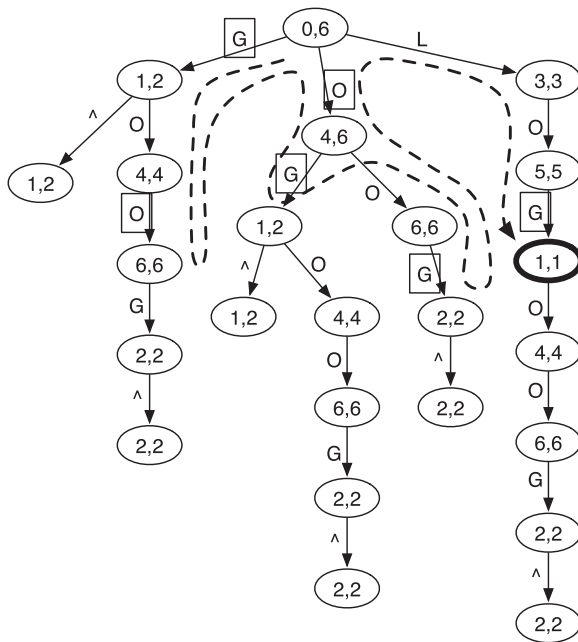 0,6
G L
1,2 O 3,3
^ O 4,6 O
1,2 4,4 G O 5,5
O 1,2 6,6 G
6,6 ^ O G 1,1
G 1,2 4,4 2,2 O
2,2 O ^ 4,4
^ 6,6 2,2 O
2,2 G 6,6
2,2 G
^ 2,2
2,2 ^
2,2